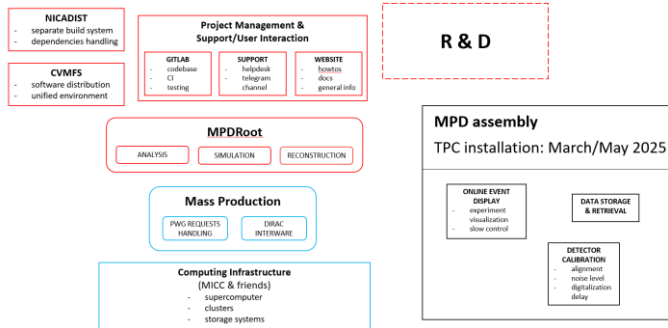 NICADIST
- separate build system
- dependencies handling
CVMFS
- software distribution
- unified environment
Project Management &
Support/User Interaction
GITLAB
- codebase
- CI
- testing
SUPPORT
- helpdesk
- telegram
channel
WEBSITE
- howtos
- docs
- general info
R & D
MPDRoot
ANALYSIS
SIMULATION
RECONSTRUCTION
Mass Production
PWG REQUESTS
HANDLING
DIRAC
INTERWARE
Computing Infrastructure
(MICC & friends)
- supercomputer
- clusters
- storage systems
MPD assembly
TPC installation: March/May 2025
ONLINE EVENT
DISPLAY
- experiment
visualization
- slow control
DATA STORAGE
& RETRIEVAL
DETECTOR
CALIBRATION
- alignment
- noise level
- digitalization
delay